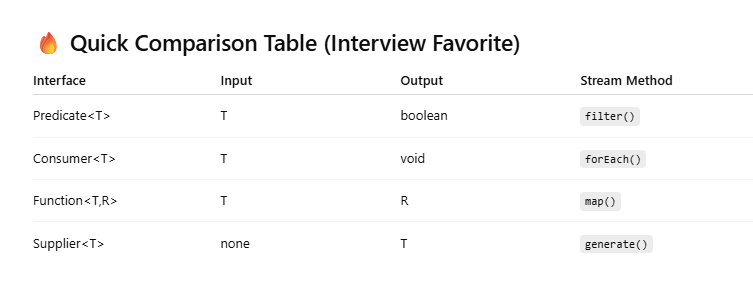 🔥 Quick Comparison Table (Interview Favorite)
Interface Input Output Stream Method
Predicate<T> T boolean filter()
Consumer<T> T void forEach()
Function<T,R> T R map()
Supplier<T> none T generate()